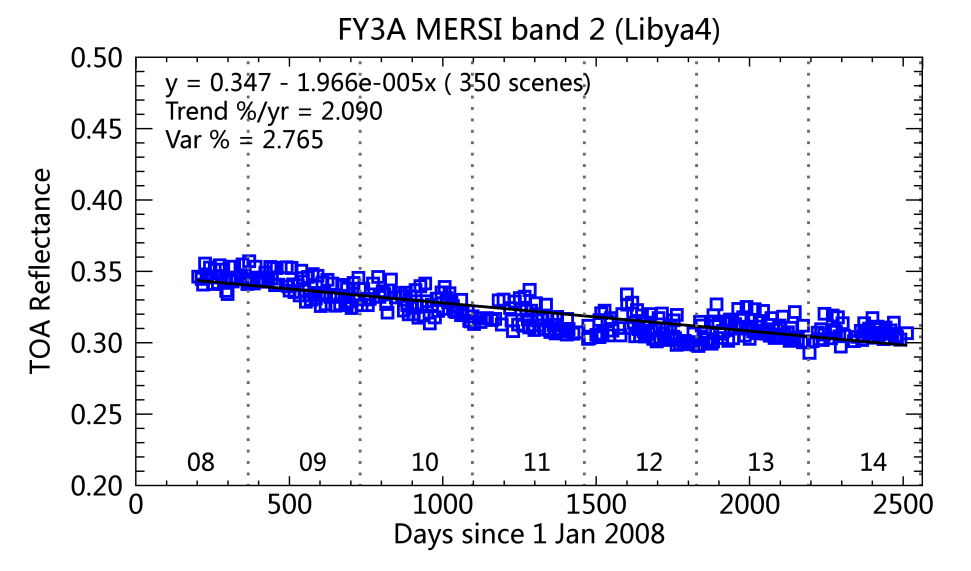 FY3A MERSI band 2 (Libya4)
0.50
y = 0.347 - 1.966e-005x ( 350 scenes)
Trend %/yr = 2.090
Var % = 2.765
0.45
0.40
0.35
0.30
0.25
0.20
TOA Reflectance
08 09 10 11 12 13 14
0 500 1000 1500 2000 2500
Days since 1 Jan 2008